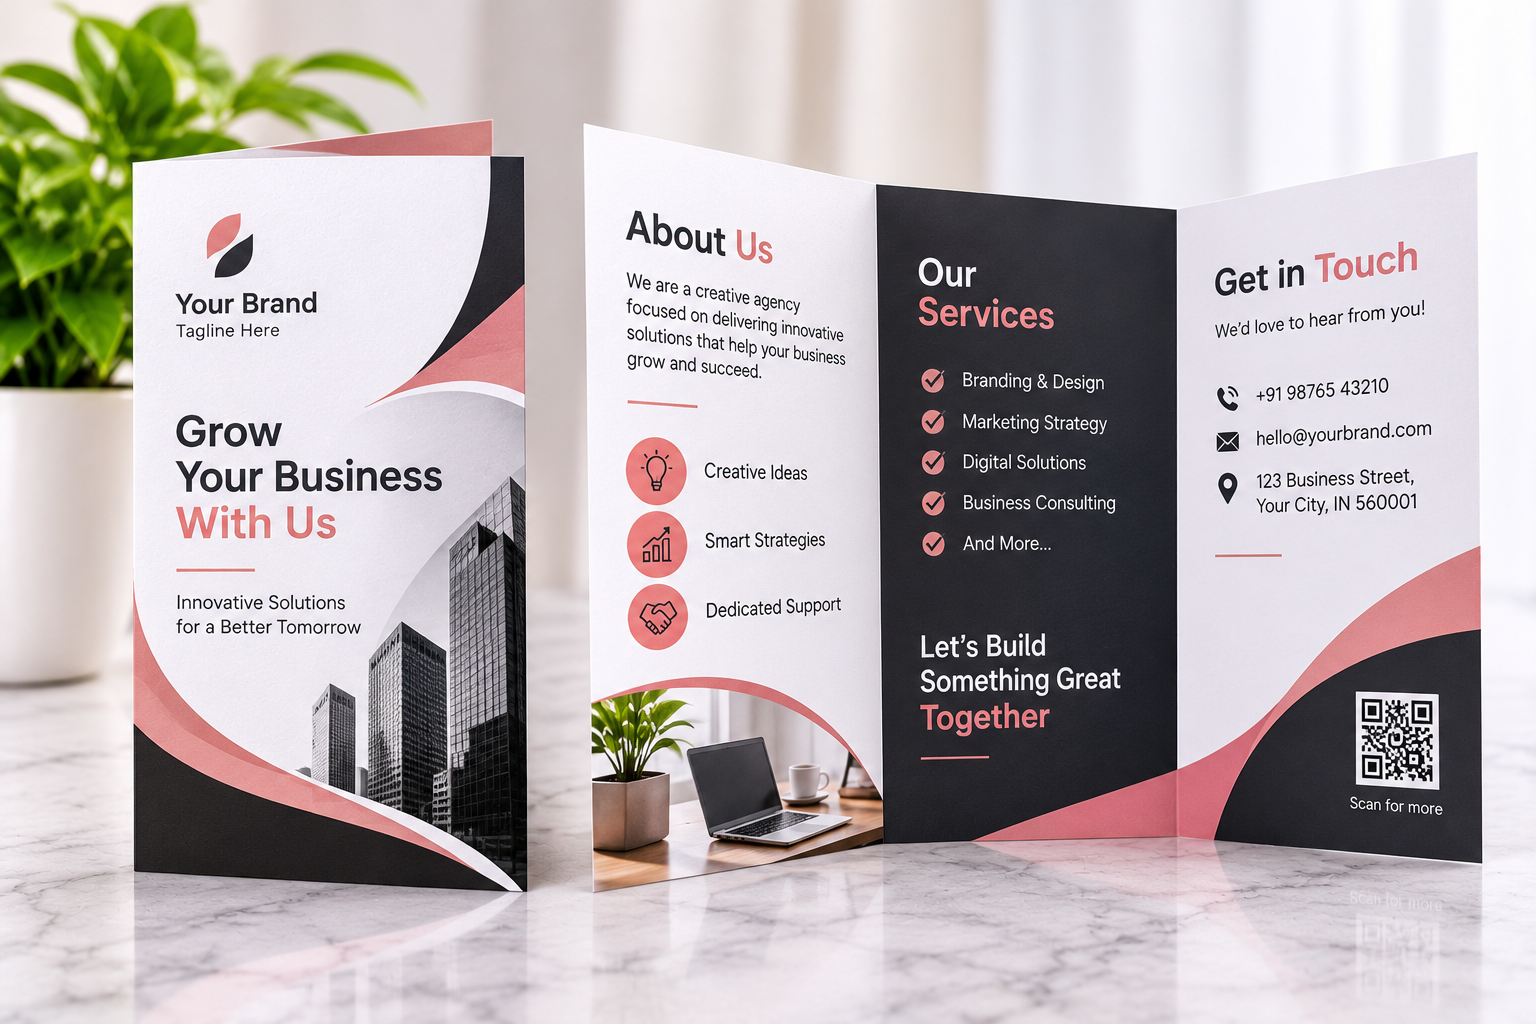 Your Brand
Tagline Here
Grow
Your Business
With Us
Innovative Solutions
for a Better Tomorrow
About Us
We are a creative agency
focused on delivering innovative
solutions that help your business
grow and succeed.
Creative Ideas
Smart Strategies
Dedicated Support
Our
Services
Branding & Design
Marketing Strategy
Digital Solutions
Business Consulting
And More...
Let's Build
Something Great
Together
Get in Touch
We'd love to hear from you!
+91 98765 43210
hello@yourbrand.com
123 Business Street,
Your City, IN 560001
Scan for more